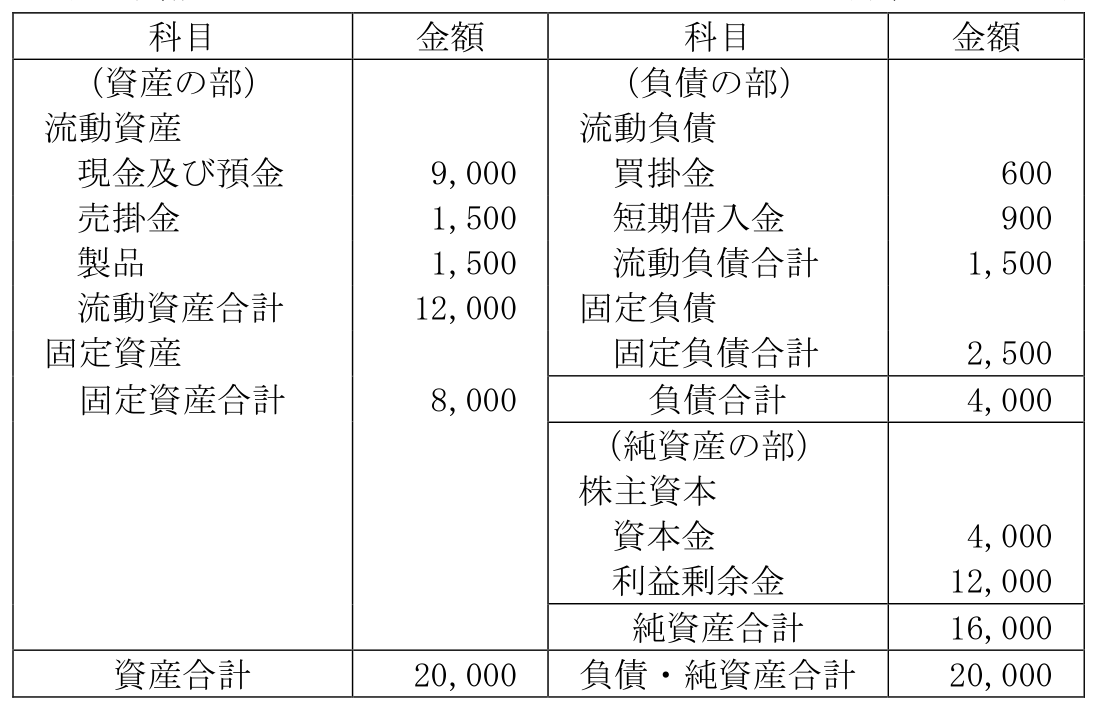 科目 金額 科目 金額
（資産の部） （負債の部）
流動資産 流動負債
現金及び預金 9,000 買掛金 600
売掛金 1,500 短期借入金 900
製品 1,500 流動負債合計 1,500
流動資産合計 12,000 固定負債
固定資産 固定負債合計 2,500
固定資産合計 8,000 負債合計 4,000
（純資産の部）
株主資本
資本金 4,000
利益剰余金 12,000
純資産合計 16,000
資産合計 20,000 負債・純資産合計 20,000